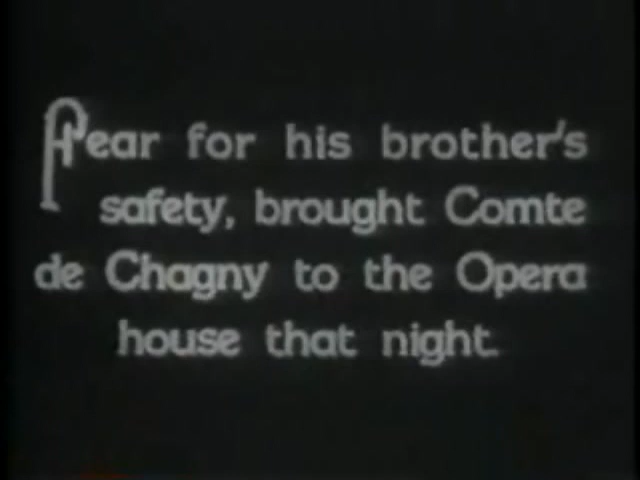 Fear for his brother's
safety, brought Comte
de Chagny to the Opera
house that night.